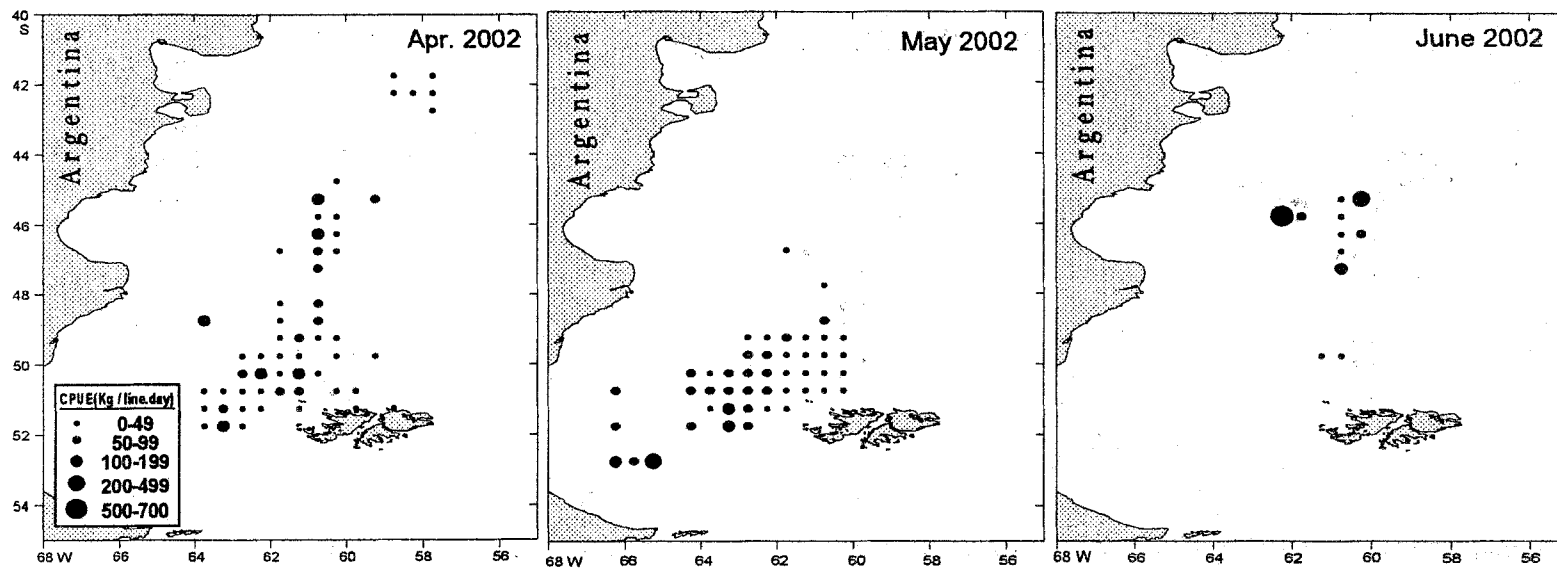 40
S
42
44
46
48
50
52
54
Argentina
Apr. 2002
CPUE(Kg / line.day)
0-49
50-99
100-199
200-499
500-700
68 W
66
64
62
60
58
56
Argentina
May 2002
68 W
66
64
62
60
58
56
Argentina
June 2002
68 W
66
64
62
60
58
56